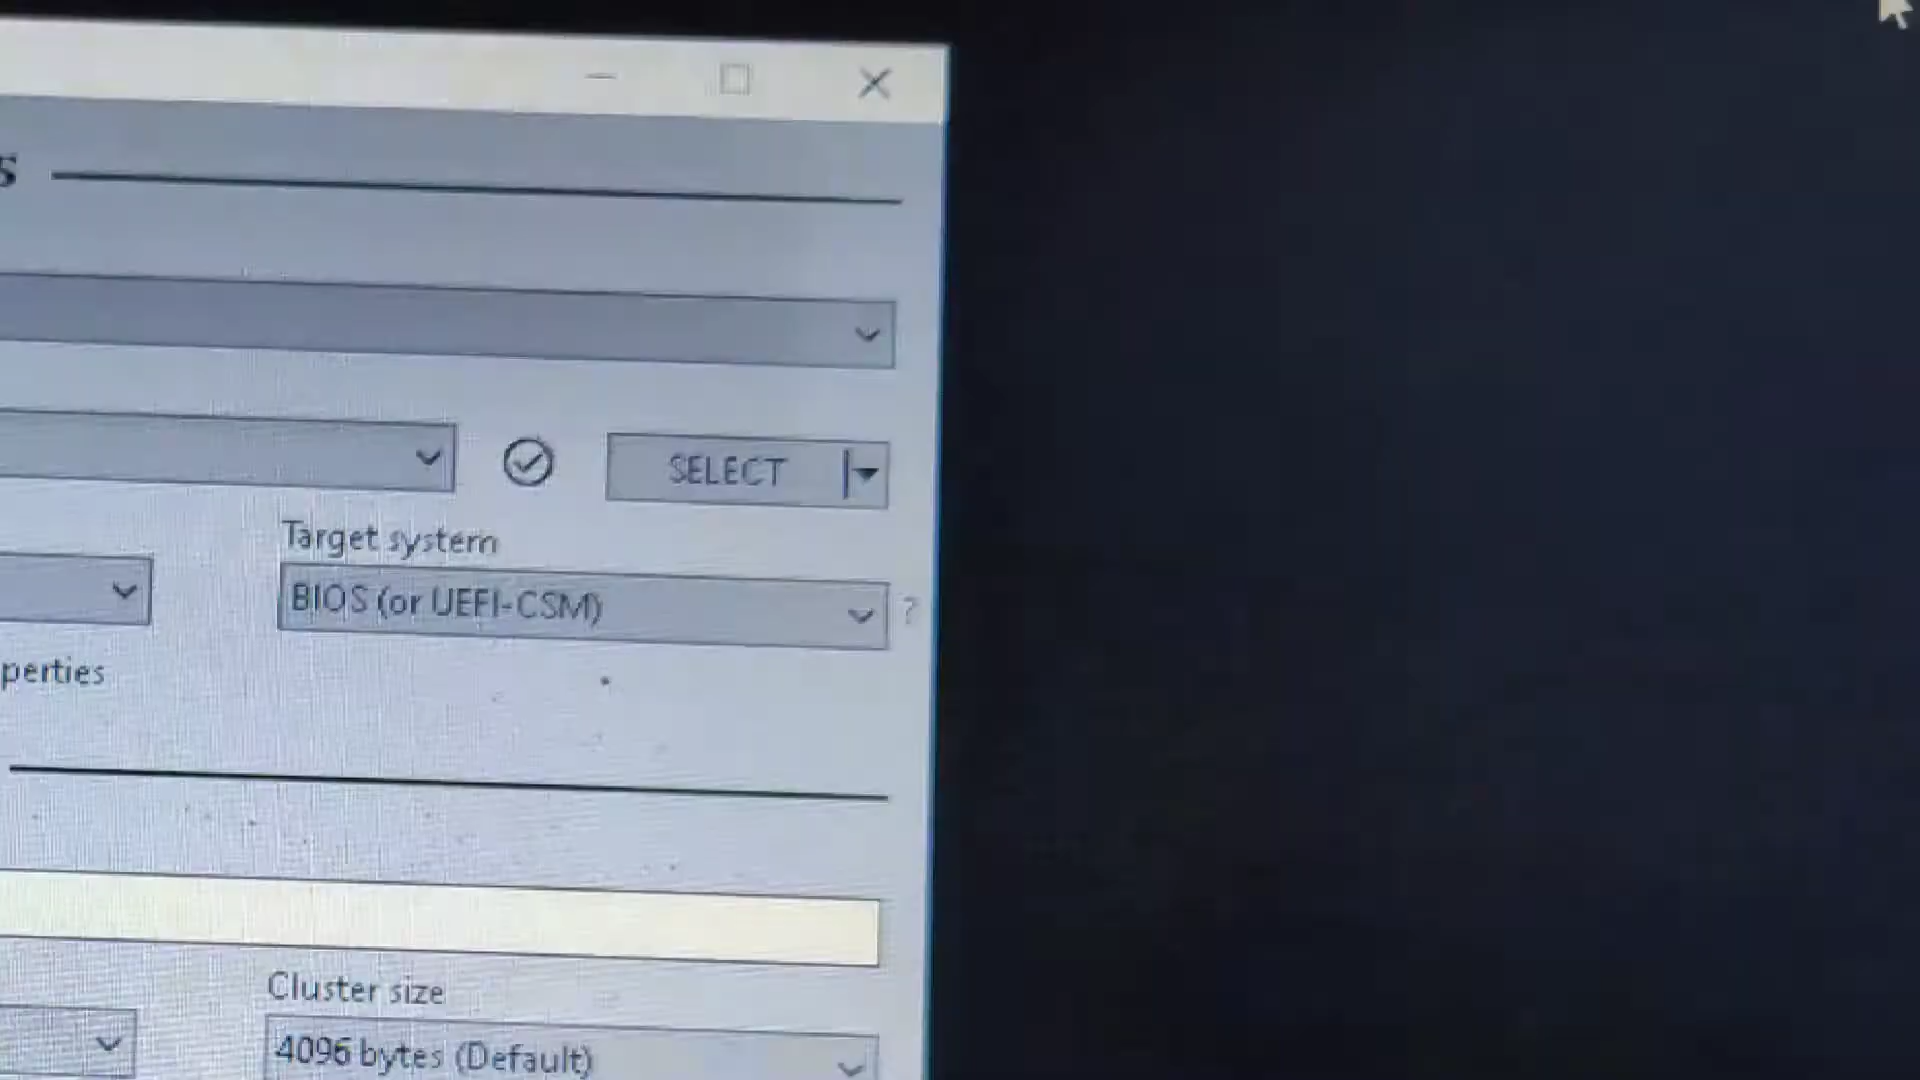 s
SELECT
Target system
BIOS (or UEFI-CSM)
?
perties
Cluster size
4096 bytes (Default)